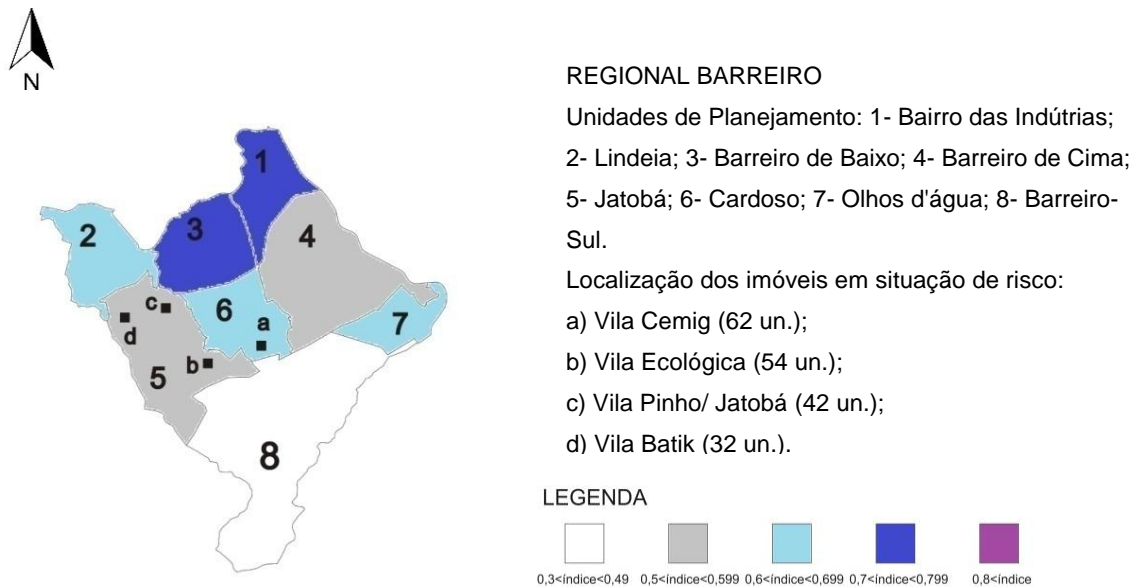 N
REGIONAL BARREIRO
Unidades de Planejamento: 1- Bairro das Indútrias;
2- Lindeia; 3- Barreiro de Baixo; 4- Barreiro de Cima;
5- Jatobá; 6- Cardoso; 7- Olhos d'água; 8- Barreiro-
Sul.
Localização dos imóveis em situação de risco:
a) Vila Cemig (62 un.);
b) Vila Ecológica (54 un.);
c) Vila Pinho/ Jatobá (42 un.);
d) Vila Batik (32 un.).
1
2
3
4
c
6
a
7
d
b
5
8
LEGENDA
0,3<índice<0,49 0,5<índice<0,599 0,6<índice<0,699 0,7<índice<0,799 0,8<índice